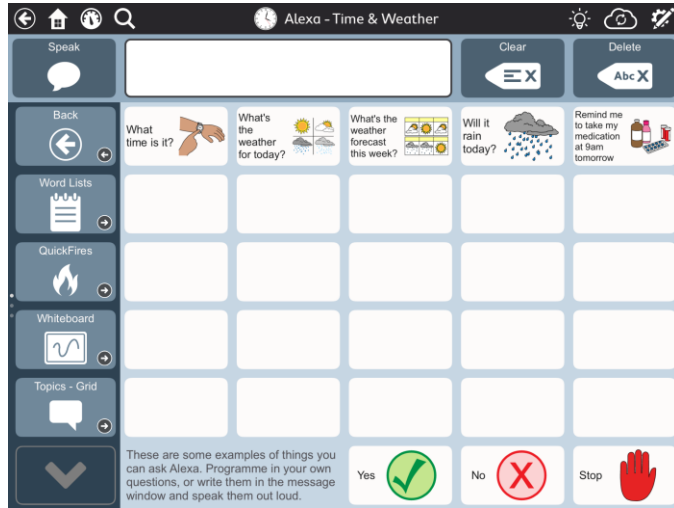 Alexa - Time & Weather
Speak
Clear
Delete
Abc X
Back
What
time is it?
What's
the
weather
for today?
What's the
weather
forecast
this week?
Will it
rain
today?
Remind me
to take my
medication
at 9am
tomorrow
Word Lists
QuickFires
Whiteboard
Topics - Grid
These are some examples of things you
can ask Alexa. Programme in your own
questions, or write them in the message
window and speak them out loud.
Yes
No
X
Stop